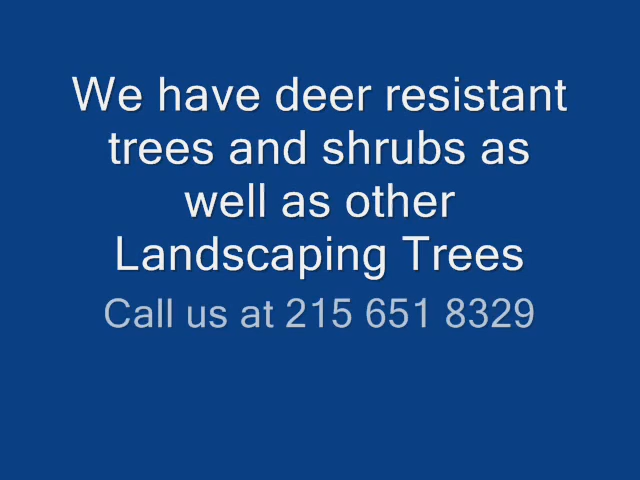 We have deer resistant
trees and shrubs as
well as other
Landscaping Trees
Call us at 215 651 8329